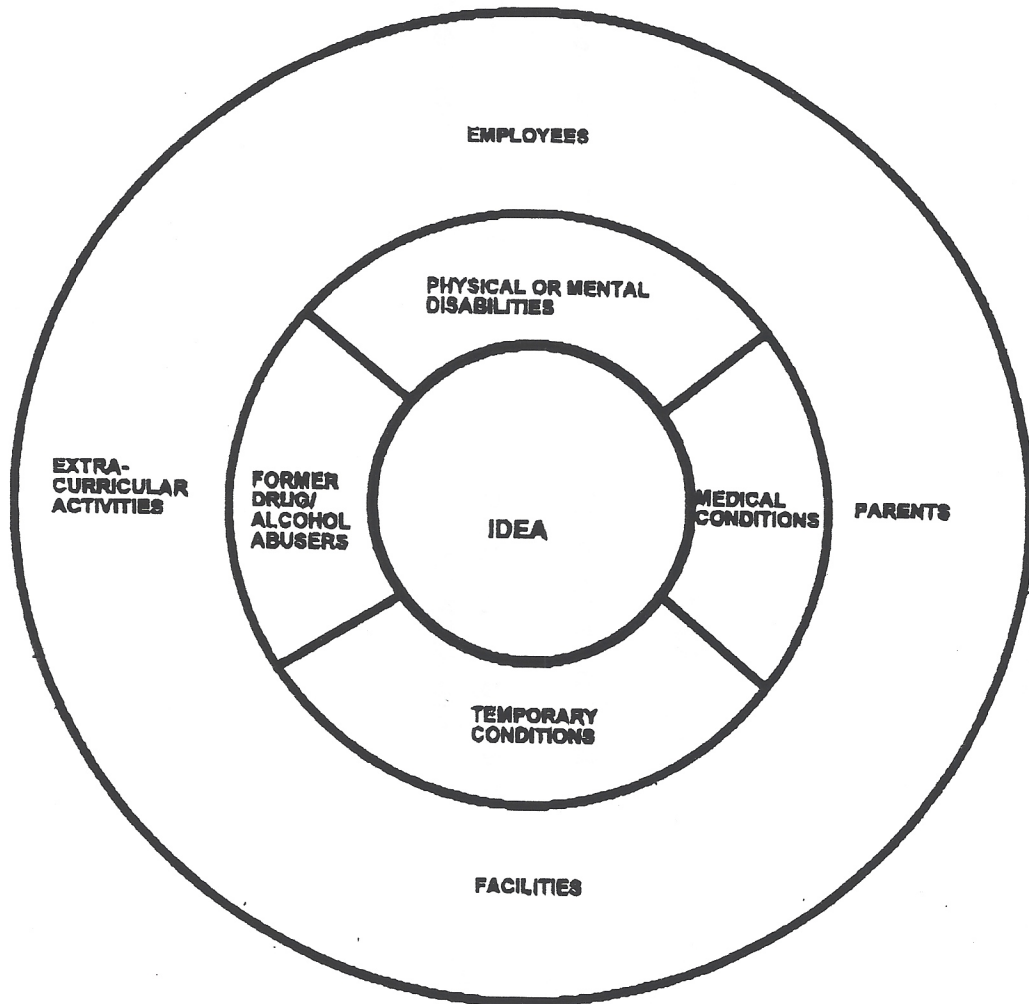 EMPLOYEES
PHYSICAL OR MENTAL
DISABILITIES
EXTRA-
CURRICULAR
ACTIVITIES
FORMER
DRUG/
ALCOHOL
ABUSERS
IDEA
MEDICAL
CONDITIONS
PARENTS
TEMPORARY
CONDITIONS
FACILITIES